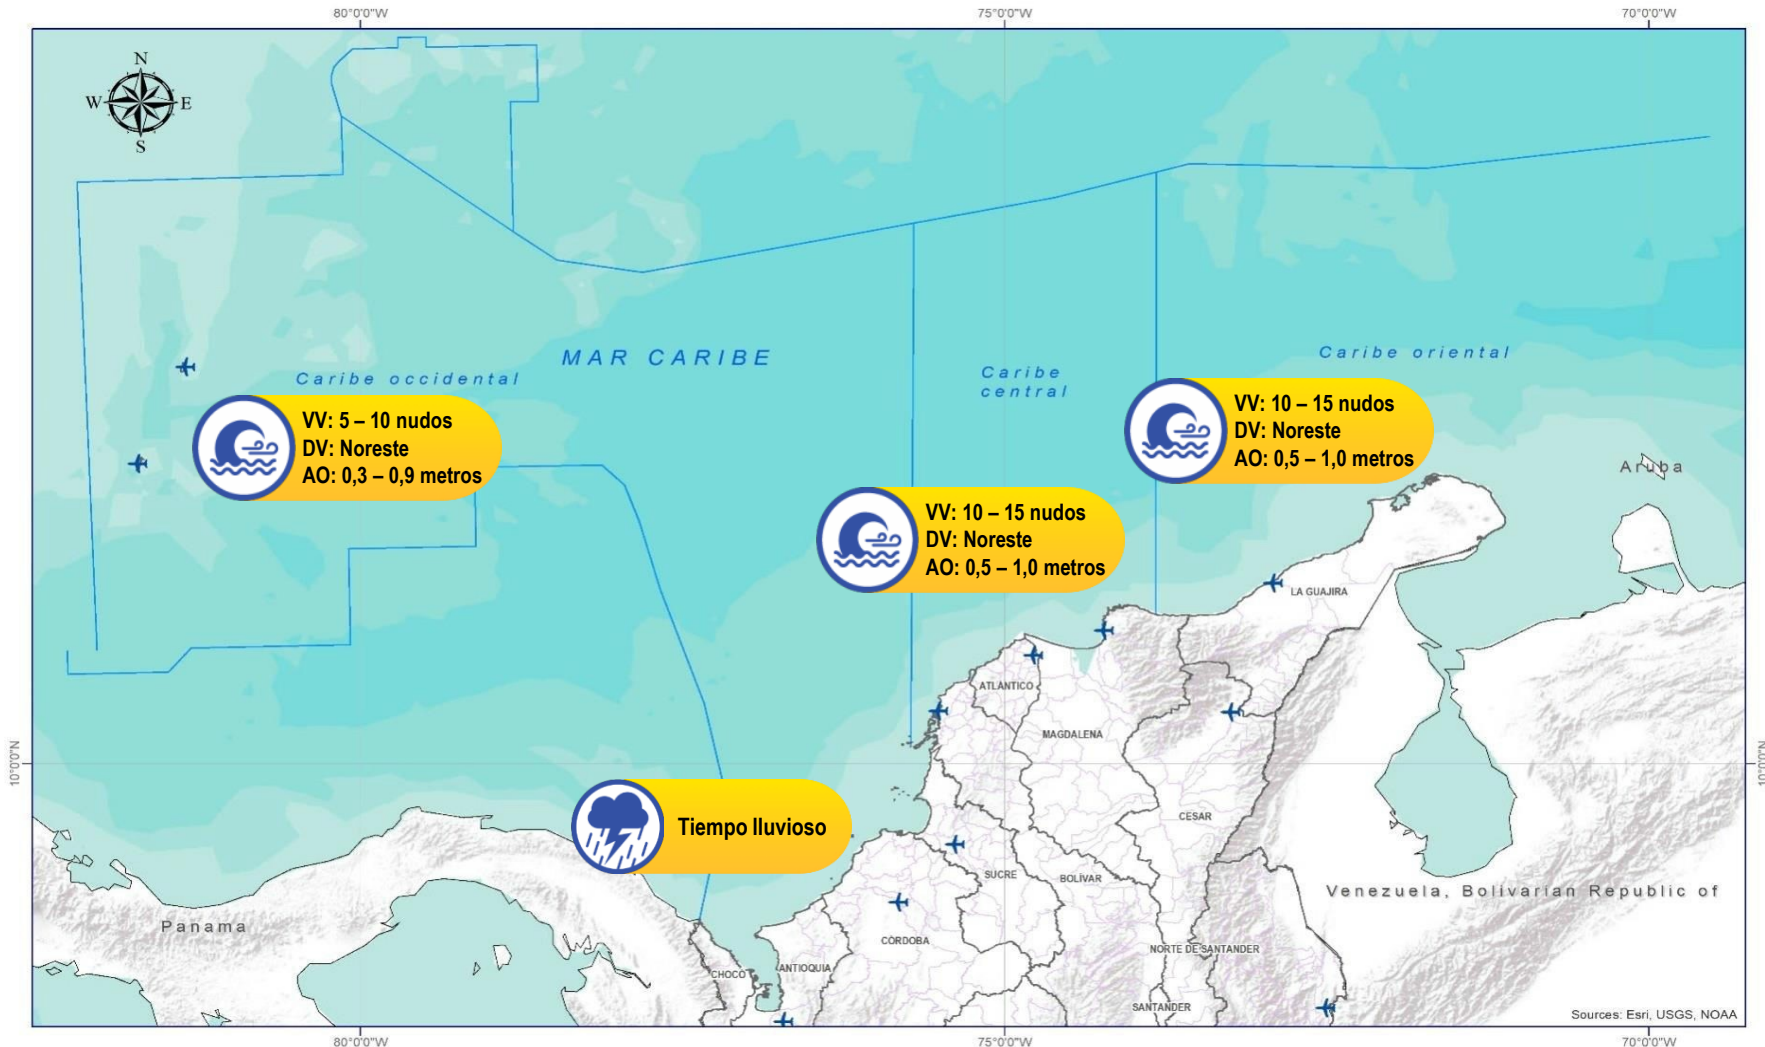 80°0'0"W
75°0'0"W
70°0'0"W
N
W
E
S
MAR CARIBE
Caribe occidental
Caribe
central
Caribe oriental
VV: 5 – 10 nudos
DV: Noreste
AO: 0,3 – 0,9 metros
VV: 10 – 15 nudos
DV: Noreste
AO: 0,5 – 1,0 metros
VV: 10 – 15 nudos
DV: Noreste
AO: 0,5 – 1,0 metros
Aruba
LA GUAJIRA
ATLANTICO
MAGDALENA
10°0'0"N
10°0'0"N
Tiempo lluvioso
CESAR
SUCRE
BOLÍVAR
Venezuela, Bolivarian Republic of
Panama
CÓRDOBA
NORTE DE SANTANDER
CHOCO
ANTIOQUIA
SANTANDER
Sources: Esri, USGS, NOAA
80°0'0"W
75°0'0"W
70°0'0"W